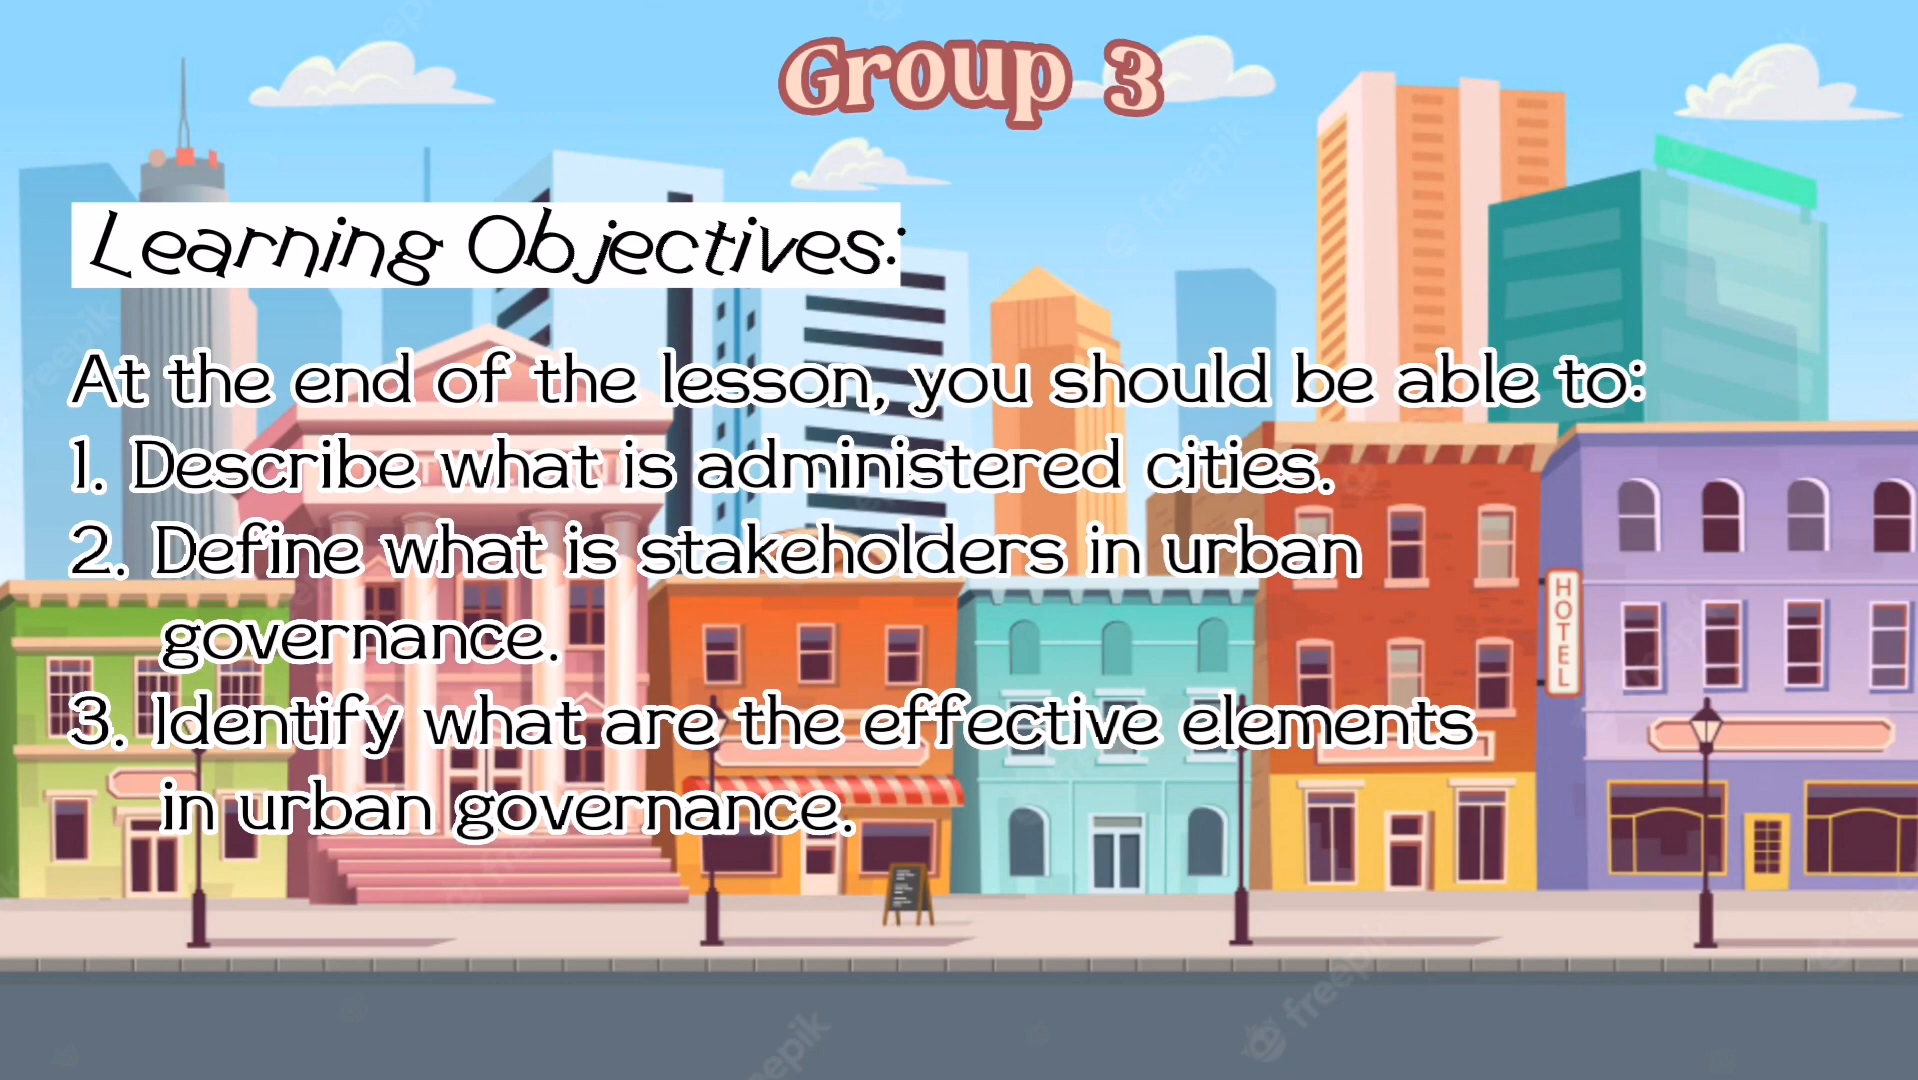 Group 3
Learning Objectives:
At the end of the lesson, you should be able to:
1. Describe what is administered cities.
2. Define what is stakeholders in urban
governance.
3. Identify what are the effective elements
in urban governance.
HOTEL
freepik